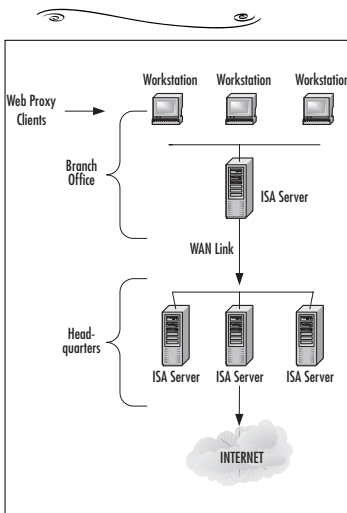 Workstation Workstation Workstation
Web Proxy
Clients
Branch
Office
ISA Server
WAN Link
Head-
quarters
ISA Server ISA Server ISA Server
INTERNET